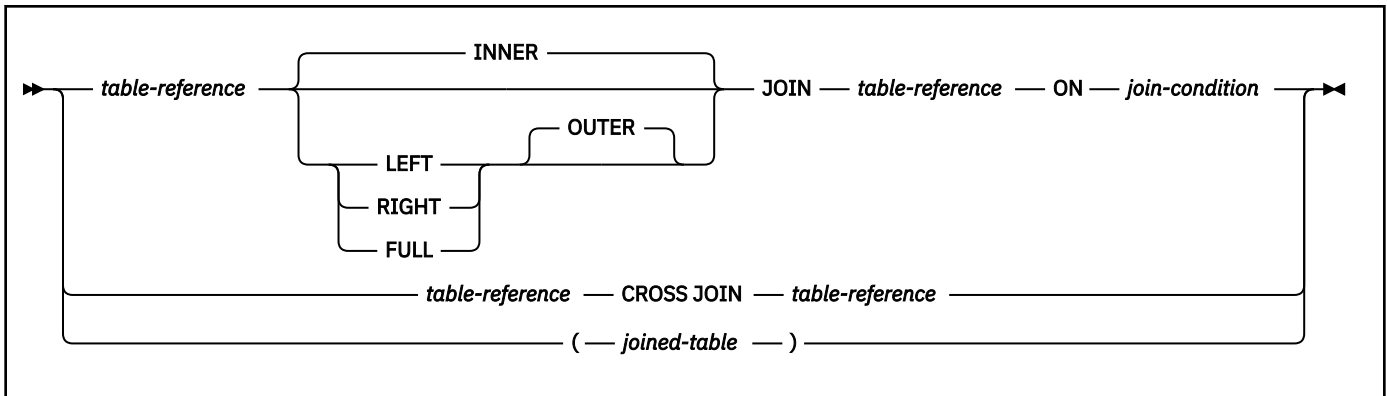 INNER
table-reference JOIN table-reference ON join-condition
OUTER
LEFT
RIGHT
FULL
table-reference CROSS JOIN table-reference
( joined-table )